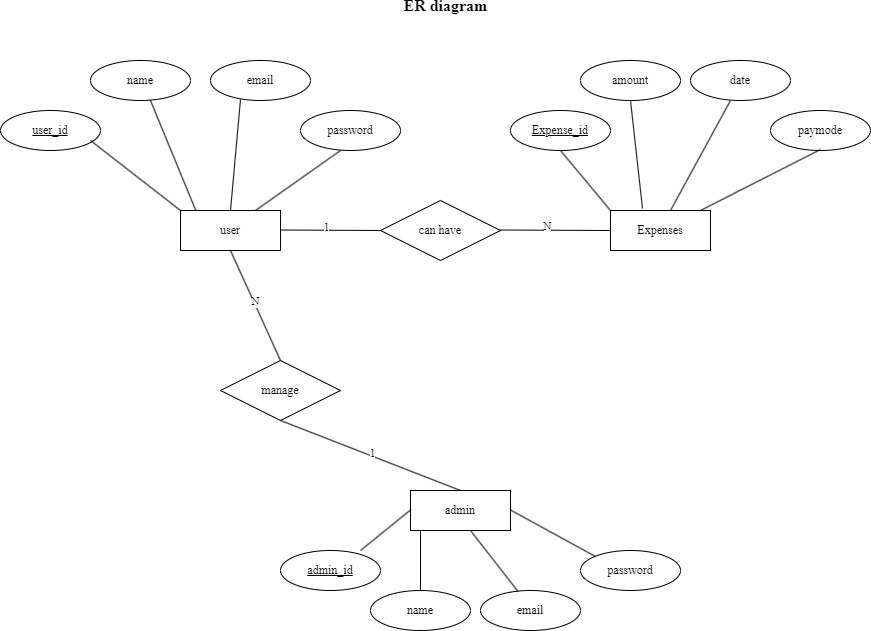 ER diagram
name
email
amount
date
user_id
password
Expense_id
paymode
user
1
can have
N
Expenses
N
manage
1
admin
admin_id
password
name
email